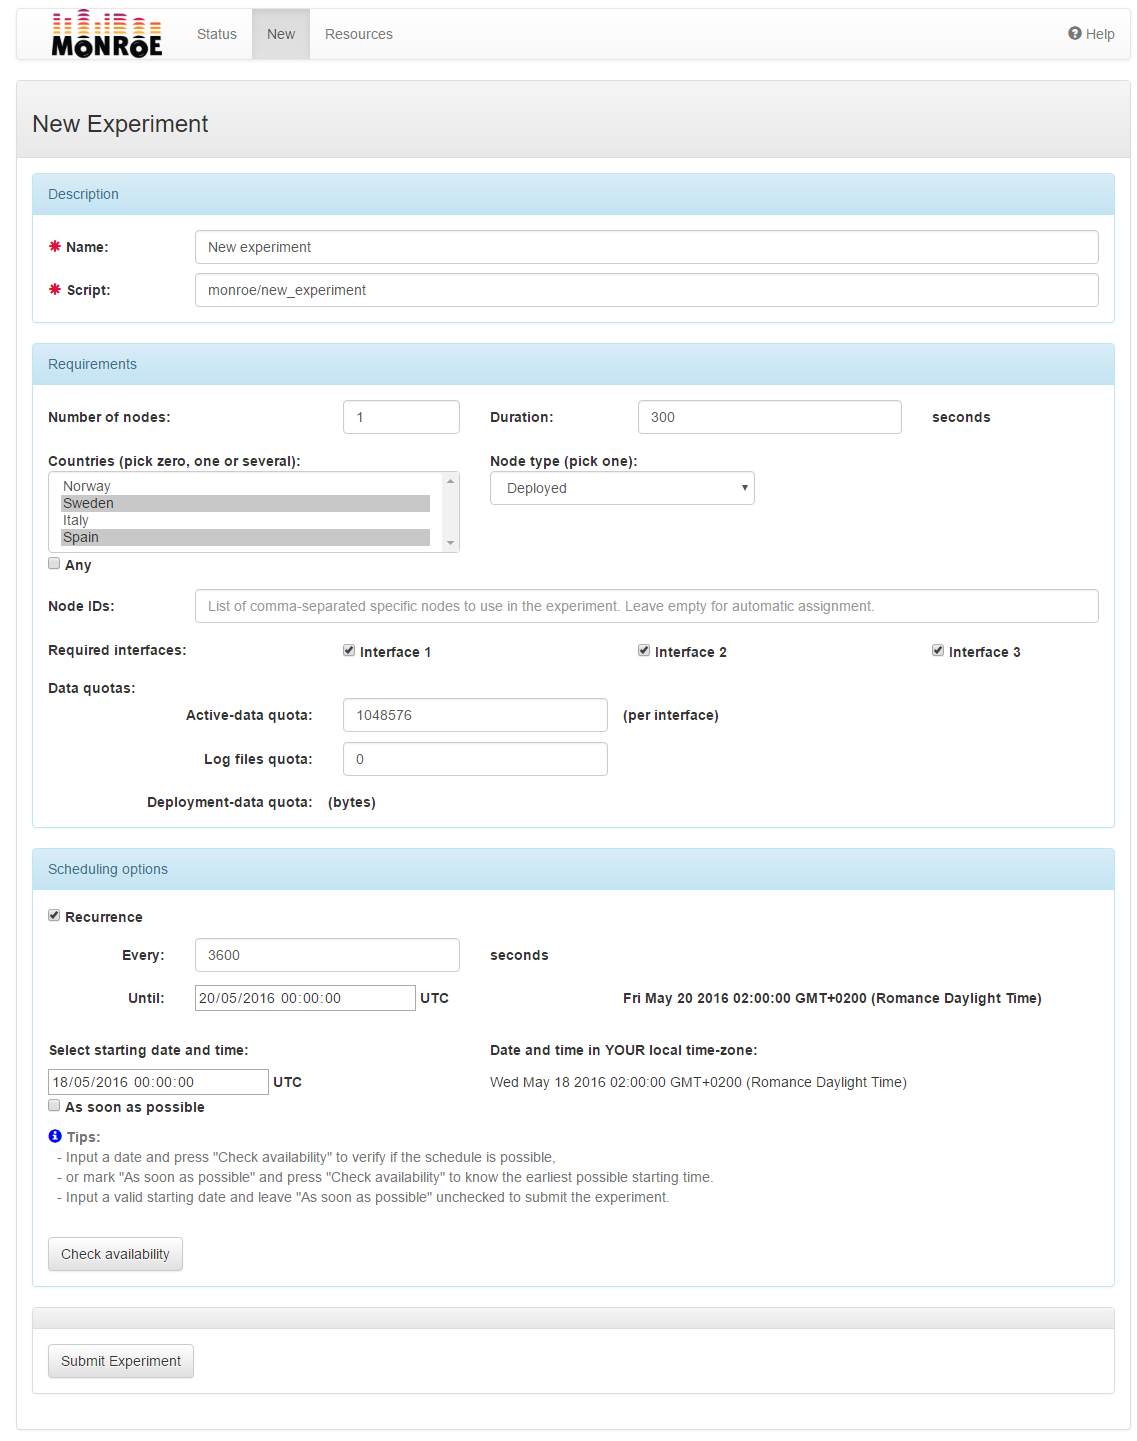 MONROE Status New Resources Help
New Experiment
Description
✱ Name: New experiment
✱ Script: monroe/new_experiment
Requirements
Number of nodes: 1 Duration: 300 seconds
Countries (pick zero, one or several): Node type (pick one):
Norway Deployed
Sweden
Italy
Spain
Any
Node IDs: List of comma-separated specific nodes to use in the experiment. Leave empty for automatic assignment.
Required interfaces: Interface 1 Interface 2 Interface 3
Data quotas:
Active-data quota: 1048576 (per interface)
Log files quota: 0
Deployment-data quota: (bytes)
Scheduling options
Recurrence
Every: 3600 seconds
Until: 20/05/2016 00:00:00 UTC Fri May 20 2016 02:00:00 GMT+0200 (Romance Daylight Time)
Select starting date and time: Date and time in YOUR local time-zone:
18/05/2016 00:00:00 UTC Wed May 18 2016 02:00:00 GMT+0200 (Romance Daylight Time)
As soon as possible
Tips:
- Input a date and press "Check availability" to verify if the schedule is possible,
- or mark "As soon as possible" and press "Check availability" to know the earliest possible starting time.
- Input a valid starting date and leave "As soon as possible" unchecked to submit the experiment.
Check availability
Submit Experiment